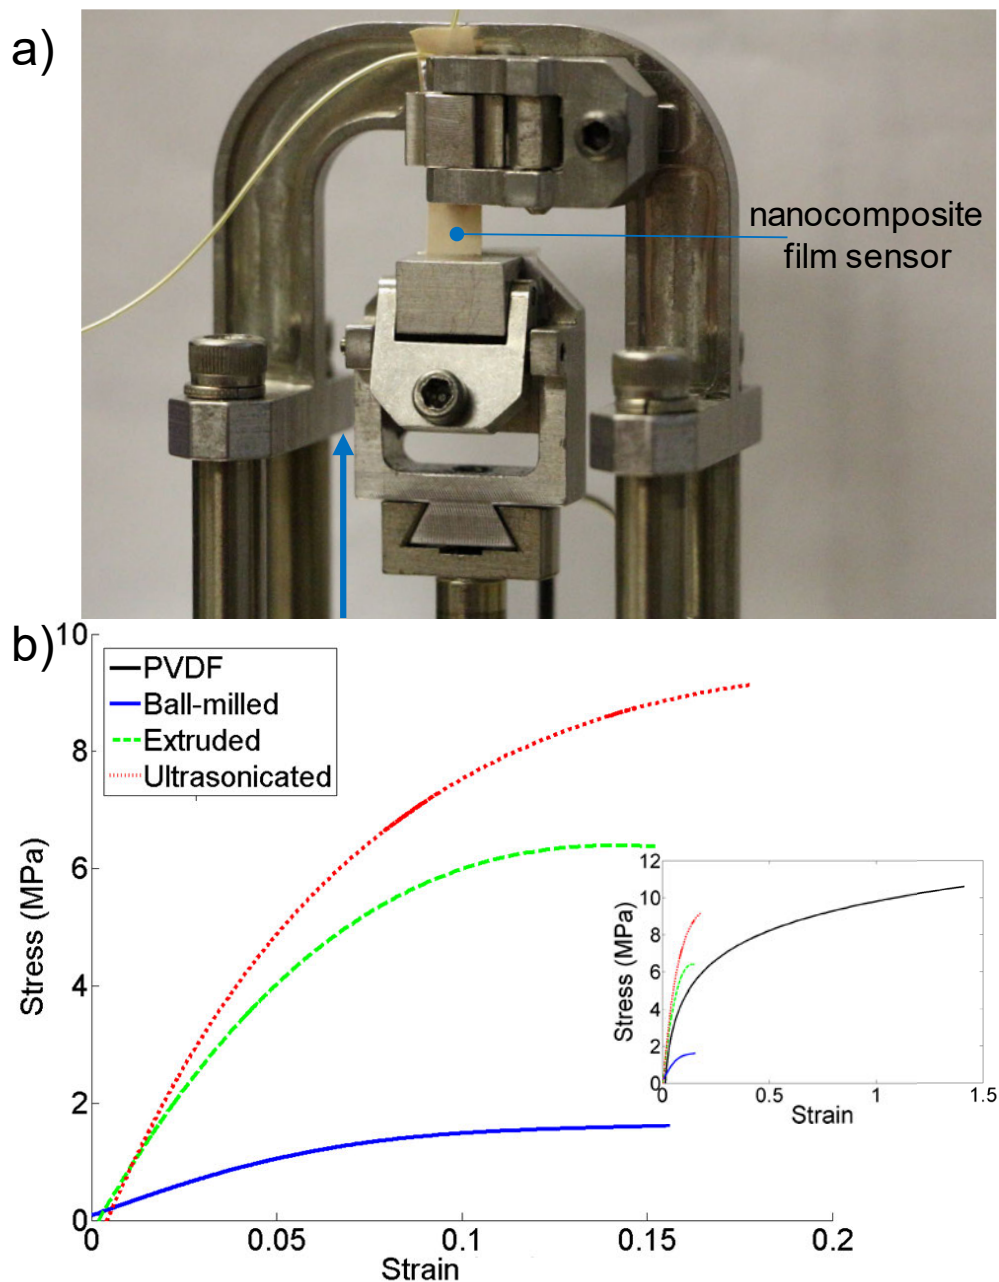 a)
nanocomposite
film sensor
b)
10
8
6
4
2
0
Stress (MPa)
PVDF
Ball-milled
Extruded
Ultrasonicated
0
0.05
0.1
0.15
0.2
Strain
12
10
8
6
4
2
0
Stress (MPa)
0
0.5
1
1.5
Strain